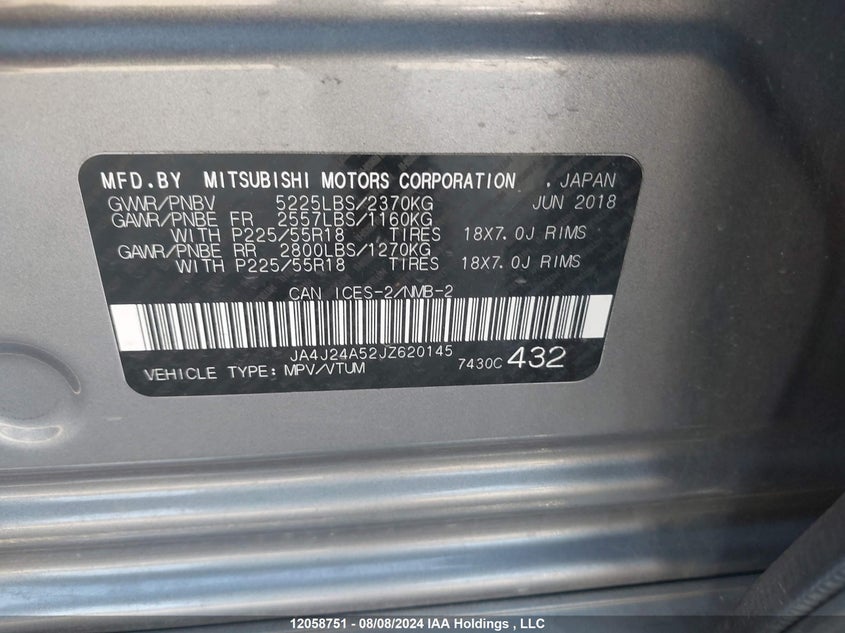 MFD.BY MITSUBISHI MOTORS CORPORATION . JAPAN
GVWR/PNBV 5225LBS/2370KG JUN 2018
GAWR/PNBE FR 2557LBS/1160KG
WITH P225/55R18 TIRES 18X7.0J RIMS
GAWR/PNBE RR 2800LBS/1270KG
WITH P225/55R18 TIRES 18X7.0J RIMS
CAN ICES-2/NMB-2
JA4J24A52JZ620145
VEHICLE TYPE: MPV/VTUM 7430C 432
12058751 - 08/08/2024 IAA Holdings , LLC